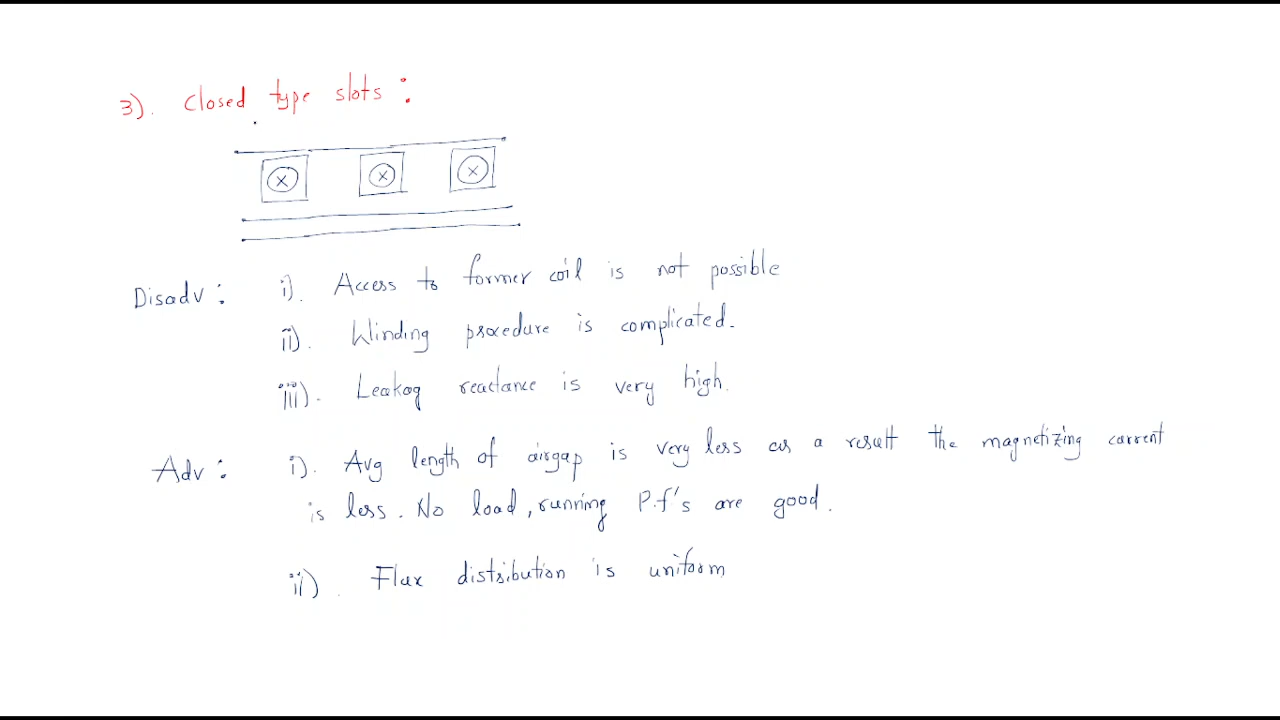 3). Closed type slots :
x x x
Disadv : i). Access to former coil is not possible
ii). Winding procedure is complicated.
iii). Leakag reactance is very high.
Adv : i). Avg length of airgap is very less as a result the magnetizing current
is less. No load, running P.f's are good.
ii). Flux distribution is uniform